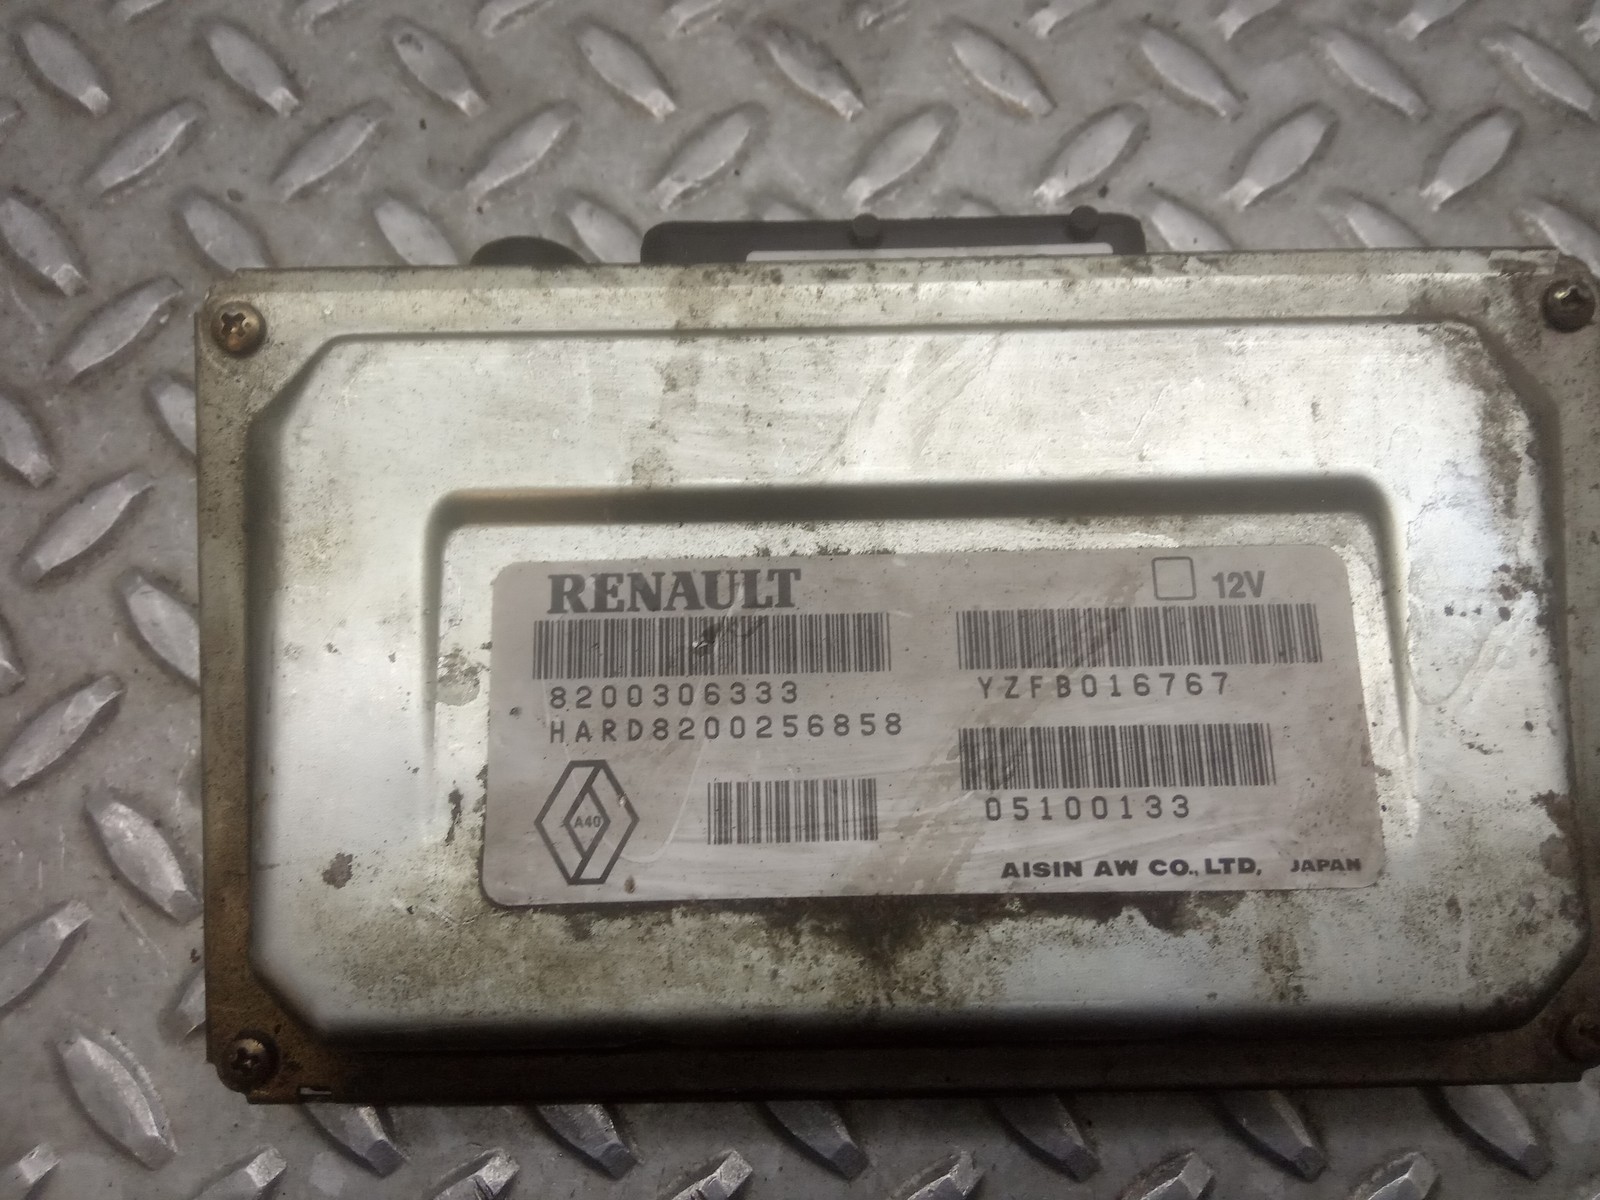 RENAULT
12V
8200306333
YZFB016767
HARD8200256858
05100133
A40
AISIN AW CO., LTD, JAPAN